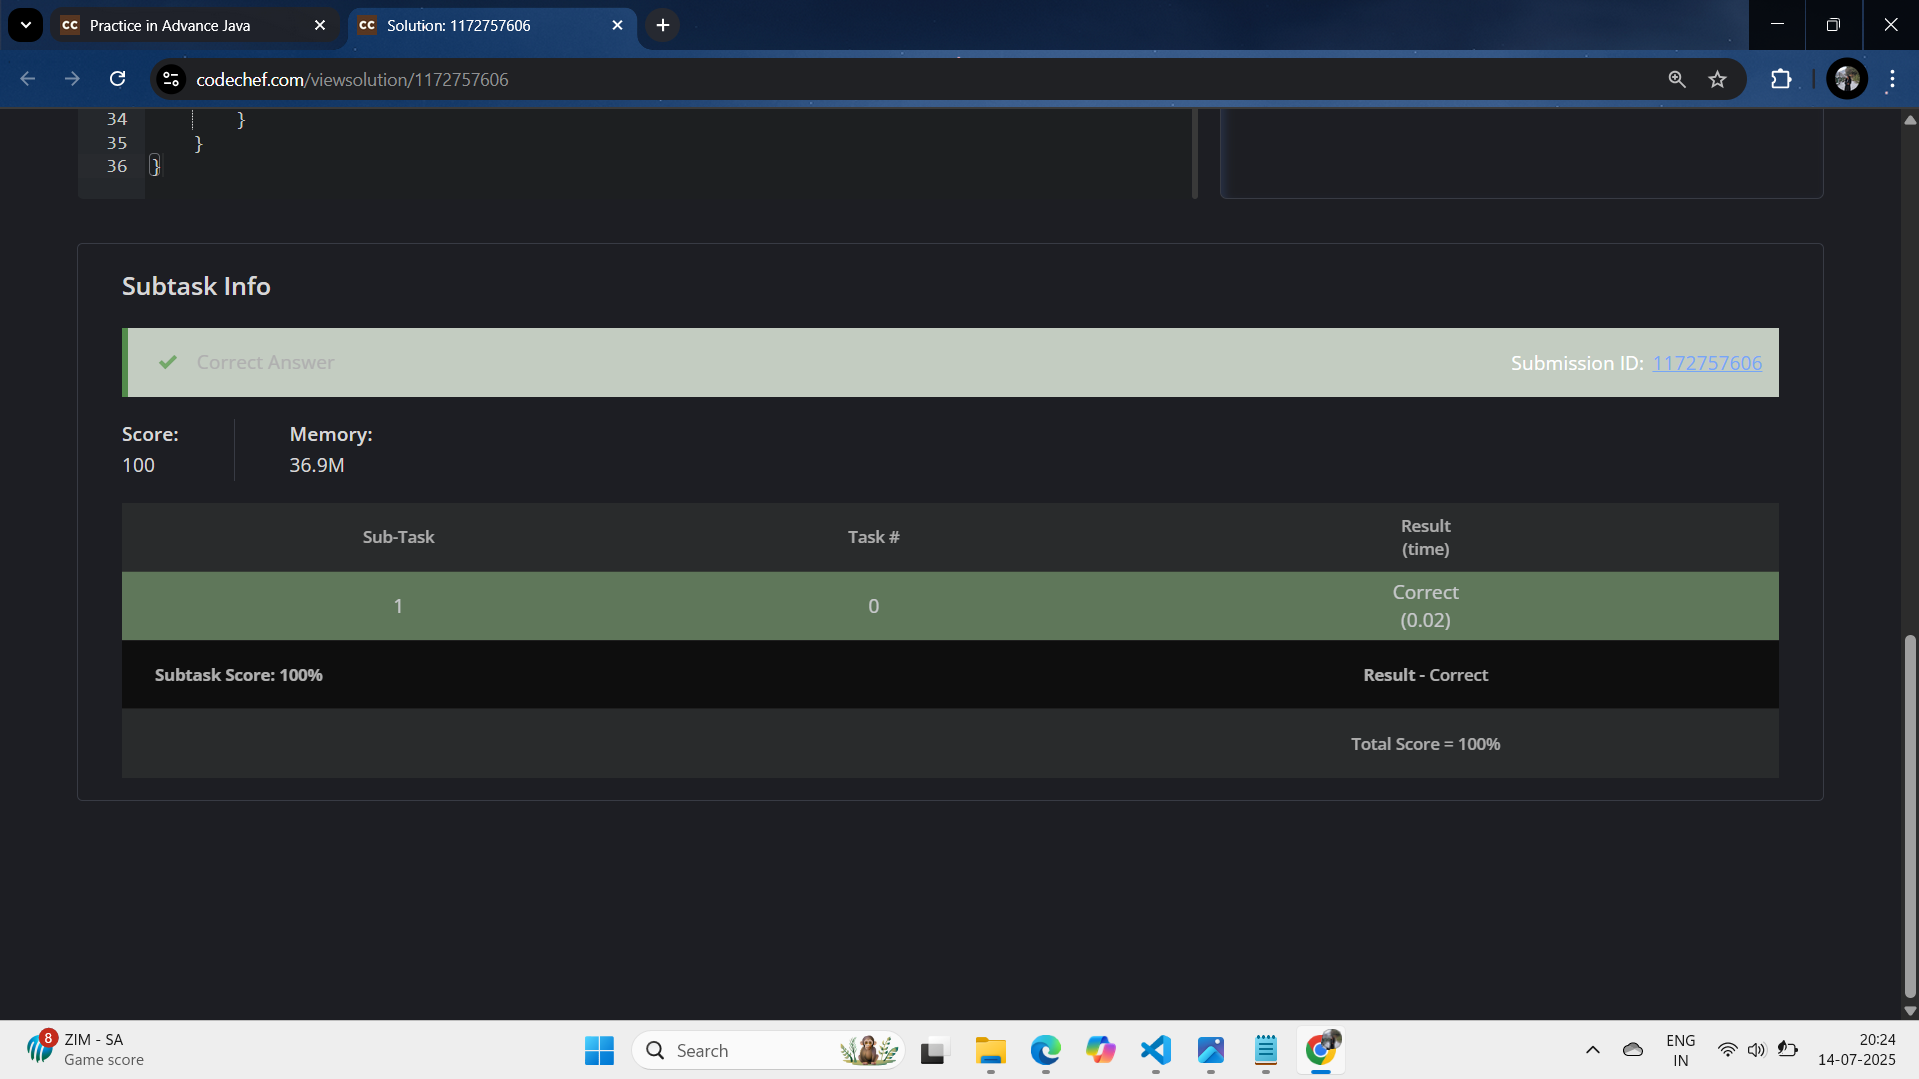 CC Practice in Advance Java
CC Solution: 1172757606
codechef.com/viewsolution/1172757606
34 }
35 }
36 }
Subtask Info
Correct Answer
Submission ID: 1172757606
Score:
100
Memory:
36.9M
Sub-Task
Task #
Result
(time)
1
0
Correct
(0.02)
Subtask Score: 100%
Result - Correct
Total Score = 100%
8
ZIM - SA
Game score
Search
ENG
IN
20:24
14-07-2025